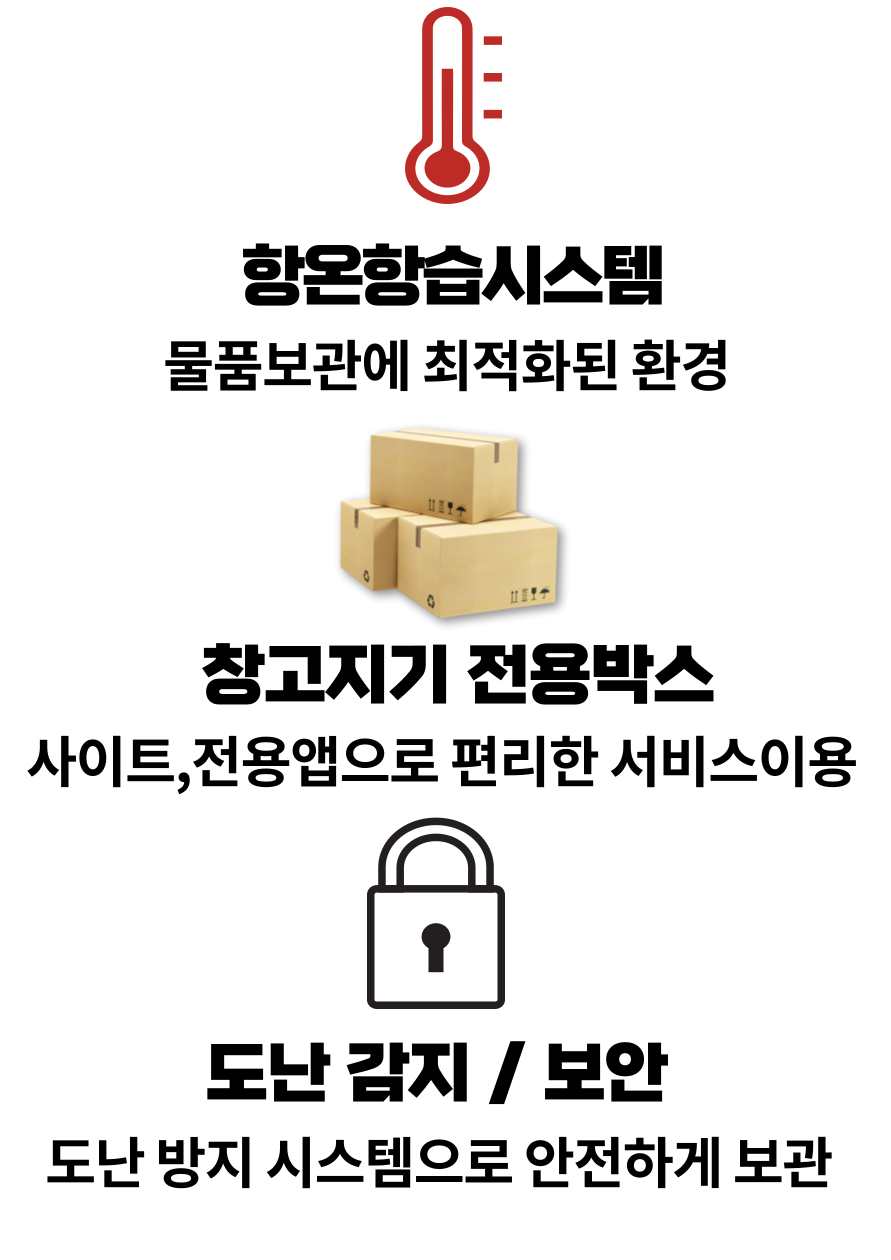 항온항습시스템
물품보관에 최적화된 환경
창고지기 전용박스
사이트,전용앱으로 편리한 서비스이용
도난 감지 / 보안
도난 방지 시스템으로 안전하게 보관